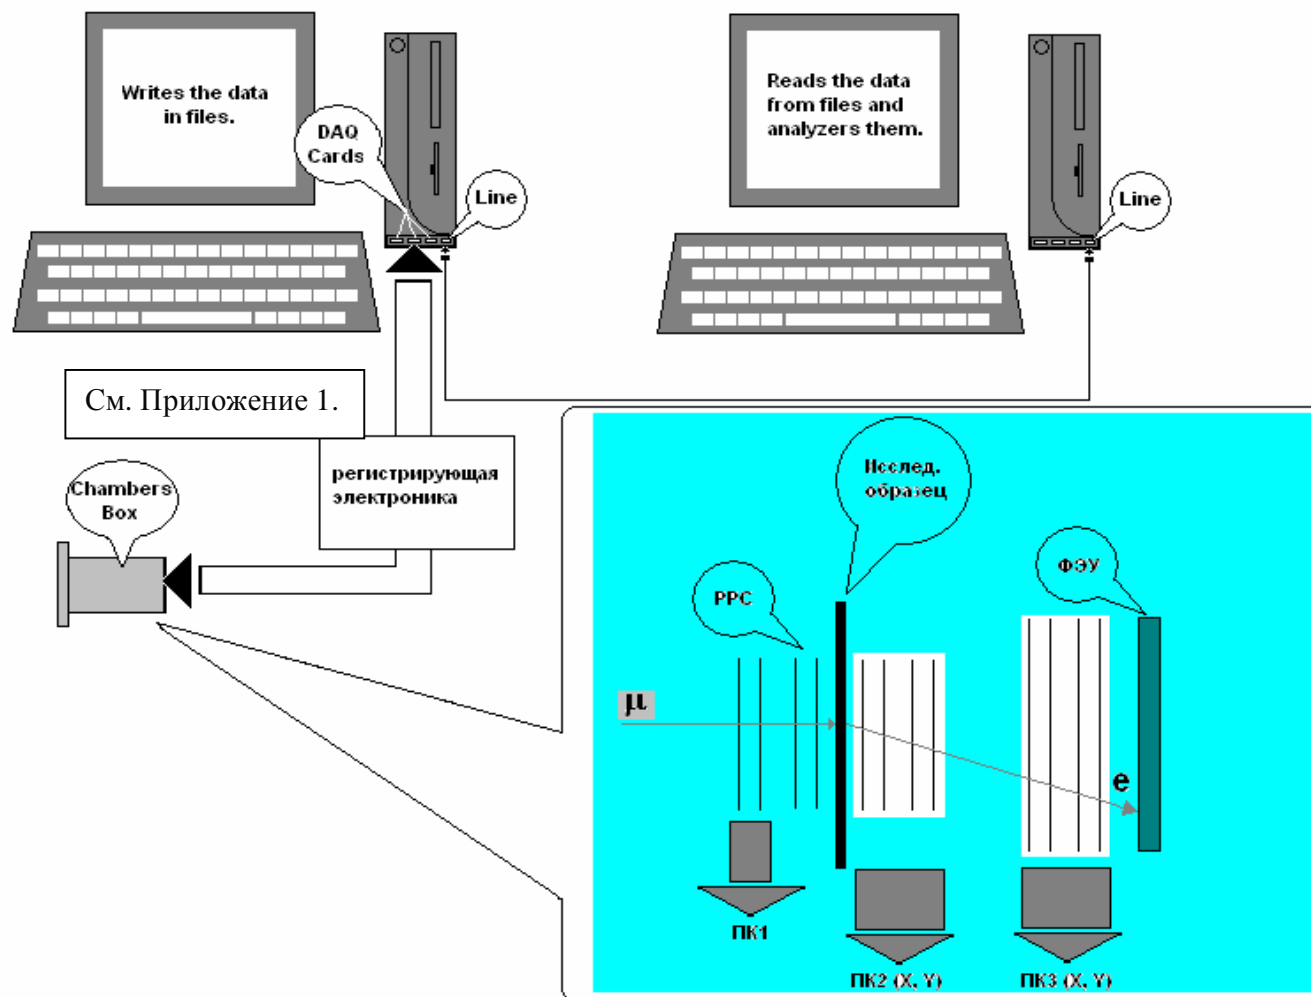 Writes the data
in files.
DAQ
Cards
Line
Reads the data
from files and
analyzers them.
Line
См. Приложение 1.
регистрирующая
электроника
Chambers
Box
Исслед.
образец
ФЭУ
PPC
μ
e
ПК1
ПК2 (X, Y)
ПК3 (X, Y)